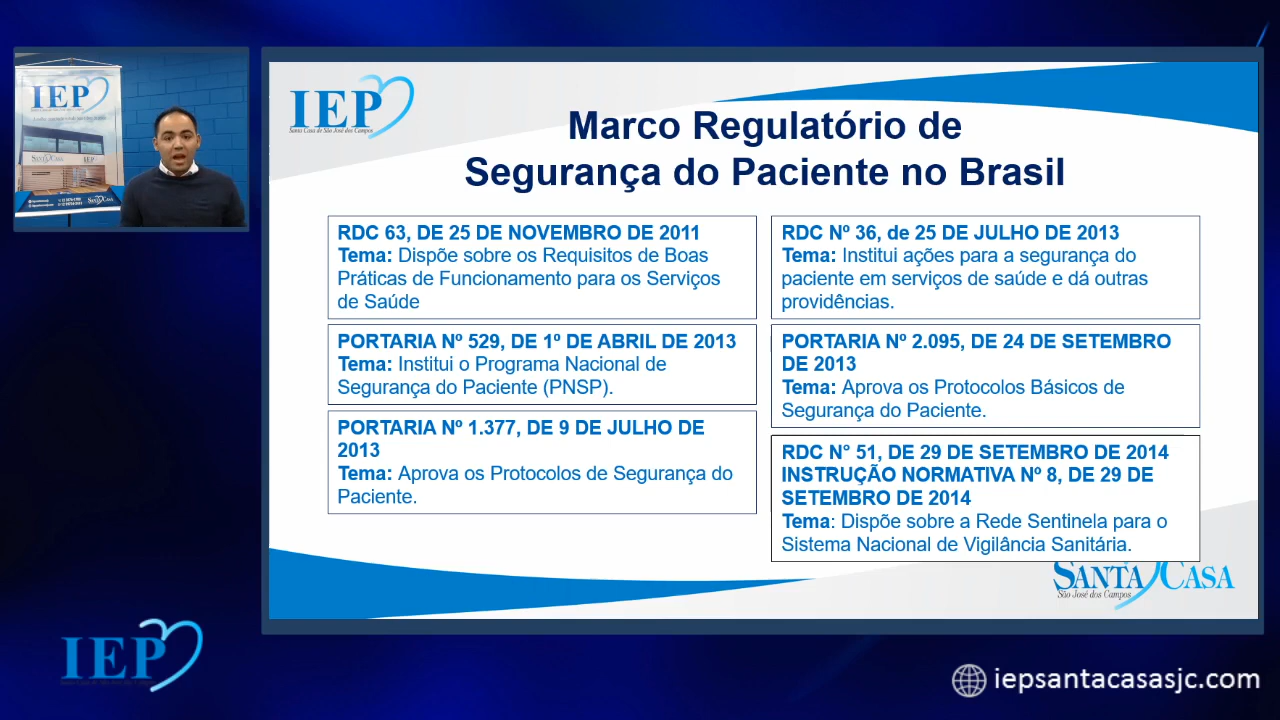 IEP
SANTA CASA
IEP
IEP
Santa Casa de São José dos Campos
Marco Regulatório de
Segurança do Paciente no Brasil
RDC 63, DE 25 DE NOVEMBRO DE 2011
Tema: Dispõe sobre os Requisitos de Boas
Práticas de Funcionamento para os Serviços
de Saúde
PORTARIA Nº 529, DE 1º DE ABRIL DE 2013
Tema: Institui o Programa Nacional de
Segurança do Paciente (PNSP).
PORTARIA Nº 1.377, DE 9 DE JULHO DE
2013
Tema: Aprova os Protocolos de Segurança do
Paciente.
RDC Nº 36, de 25 DE JULHO DE 2013
Tema: Institui ações para a segurança do
paciente em serviços de saúde e dá outras
providências.
PORTARIA Nº 2.095, DE 24 DE SETEMBRO
DE 2013
Tema: Aprova os Protocolos Básicos de
Segurança do Paciente.
RDC N° 51, DE 29 DE SETEMBRO DE 2014
INSTRUÇÃO NORMATIVA Nº 8, DE 29 DE
SETEMBRO DE 2014
Tema: Dispõe sobre a Rede Sentinela para o
Sistema Nacional de Vigilância Sanitária.
SANTA CASA
São José dos Campos
IEP
iepsantacasasjc.com